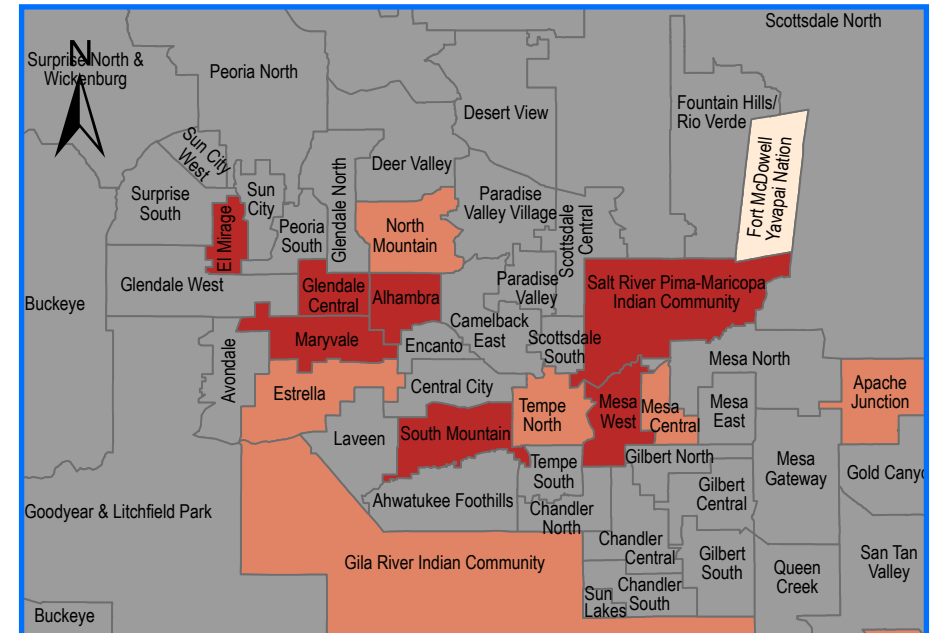 Scottsdale North
N
Surprise North &
Wickenburg
Peoria North
Fountain Hills/
Rio Verde
Desert View
Fort McDowell
Yavapai Nation
Sun City
West
Deer Valley
Glendale North
Surprise
South
Sun
City
Paradise
Valley Village
Scottsdale
Central
El Mirage
Peoria
South
North
Mountain
Glendale West
Glendale
Central
Alhambra
Paradise
Valley
Salt River Pima-Maricopa
Indian Community
Buckeye
Camelback
East
Maryvale
Encanto
Scottsdale
South
Mesa North
Avondale
Estrella
Central City
Apache
Junction
Tempe
North
Mesa
West
Mesa
Central
Mesa
East
Laveen
South Mountain
Gilbert North
Tempe
South
Mesa
Gateway
Gold Cany
Ahwatukee Foothills
Gilbert
Central
Goodyear & Litchfield Park
Chandler
North
Chandler
Central
Gilbert
South
San Tan
Valley
Gila River Indian Community
Queen
Creek
Chandler
South
Sun
Lakes
Buckeye